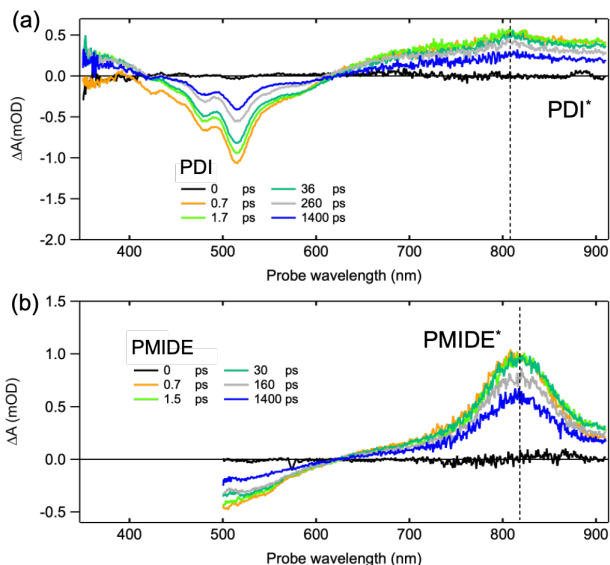 (a)
0.5
0.0
-0.5
-1.0
-1.5
-2.0
ΔA(mOD)
PDI*
PDI
0 ps 36 ps
0.7 ps 260 ps
1.7 ps 1400 ps
400 500 600 700 800 900
Probe wavelength (nm)
(b)
1.5
1.0
0.5
0.0
-0.5
ΔA (mOD)
PMIDE*
PMIDE
0 ps 30 ps
0.7 ps 160 ps
1.5 ps 1400 ps
400 500 600 700 800 900
Probe wavelength (nm)